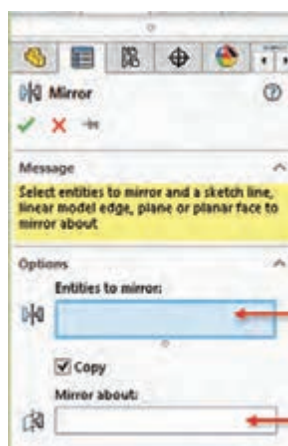 Mirror
Message
Select entities to mirror and a sketch line,
linear model edge, plane or planar face to
mirror about
Options
Entities to mirror:
Copy
Mirror about: